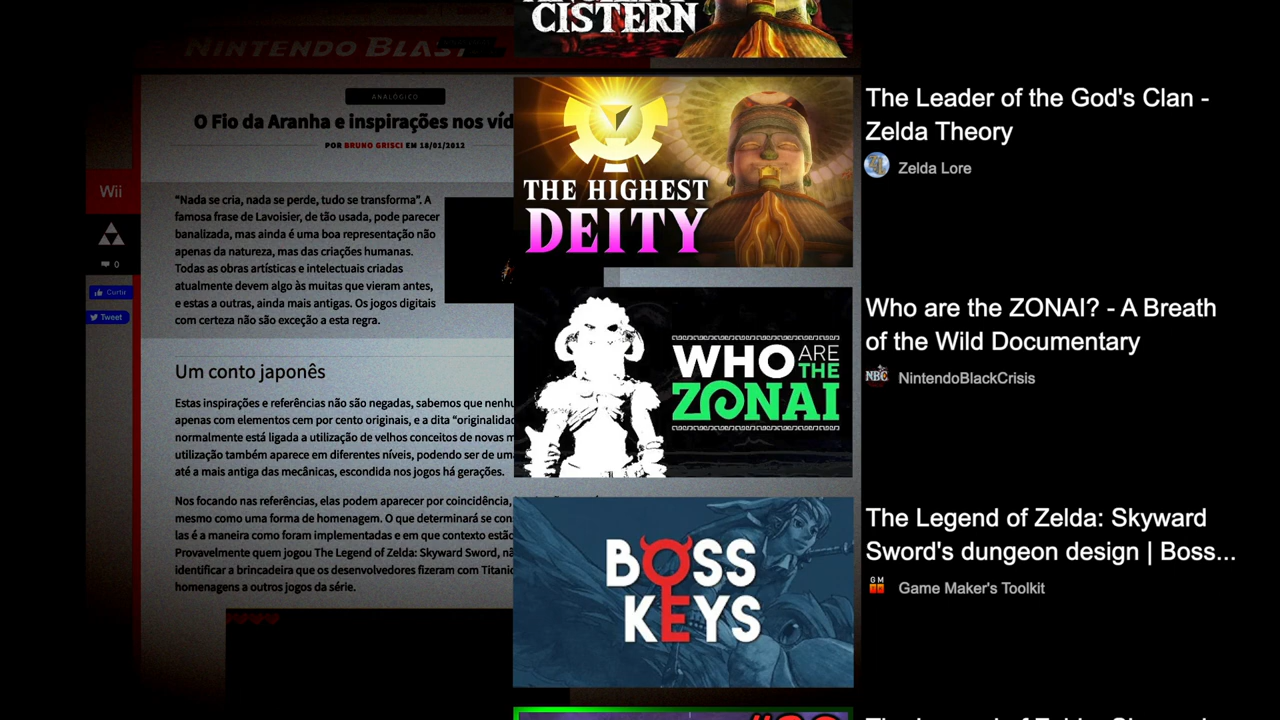 ANCIENT
CISTERN
NINTENDO BLAST
ANALÓGICO
O Fio da Aranha e inspirações nos víd
POR BRUNO GRISCI EM 18/01/2012
Wii
0
Curtir
Tweet
“Nada se cria, nada se perde, tudo se transforma”. A
famosa frase de Lavoisier, de tão usada, pode parecer
banalizada, mas ainda é uma boa representação não
apenas da natureza, mas das criações humanas.
Todas as obras artísticas e intelectuais criadas
atualmente devem algo às muitas que vieram antes,
e estas a outras, ainda mais antigas. Os jogos digitais
com certeza não são exceção a esta regra.
Um conto japonês
Estas inspirações e referências não são negadas, sabemos que nenhu
apenas com elementos cem por cento originais, e a dita “originalidad
normalmente está ligada a utilização de velhos conceitos de novas m
utilização também aparece em diferentes níveis, podendo ser de uma
até a mais antiga das mecânicas, escondida nos jogos há gerações.
Nos focando nas referências, elas podem aparecer por coincidência,
mesmo como uma forma de homenagem. O que determinará se con
las é a maneira como foram implementadas e em que contexto estão
Provavelmente quem jogou The Legend of Zelda: Skyward Sword, nã
identificar a brincadeira que os desenvolvedores fizeram com Titanic
homenagens a outros jogos da série.
THE HIGHEST
DEITY
The Leader of the God's Clan -
Zelda Theory
Zelda Lore
WHO ARE
THE
ZONAI
Who are the ZONAI? - A Breath
of the Wild Documentary
NBC
NintendoBlackCrisis
BOSS
KEYS
The Legend of Zelda: Skyward
Sword's dungeon design | Boss...
GM
Game Maker's Toolkit